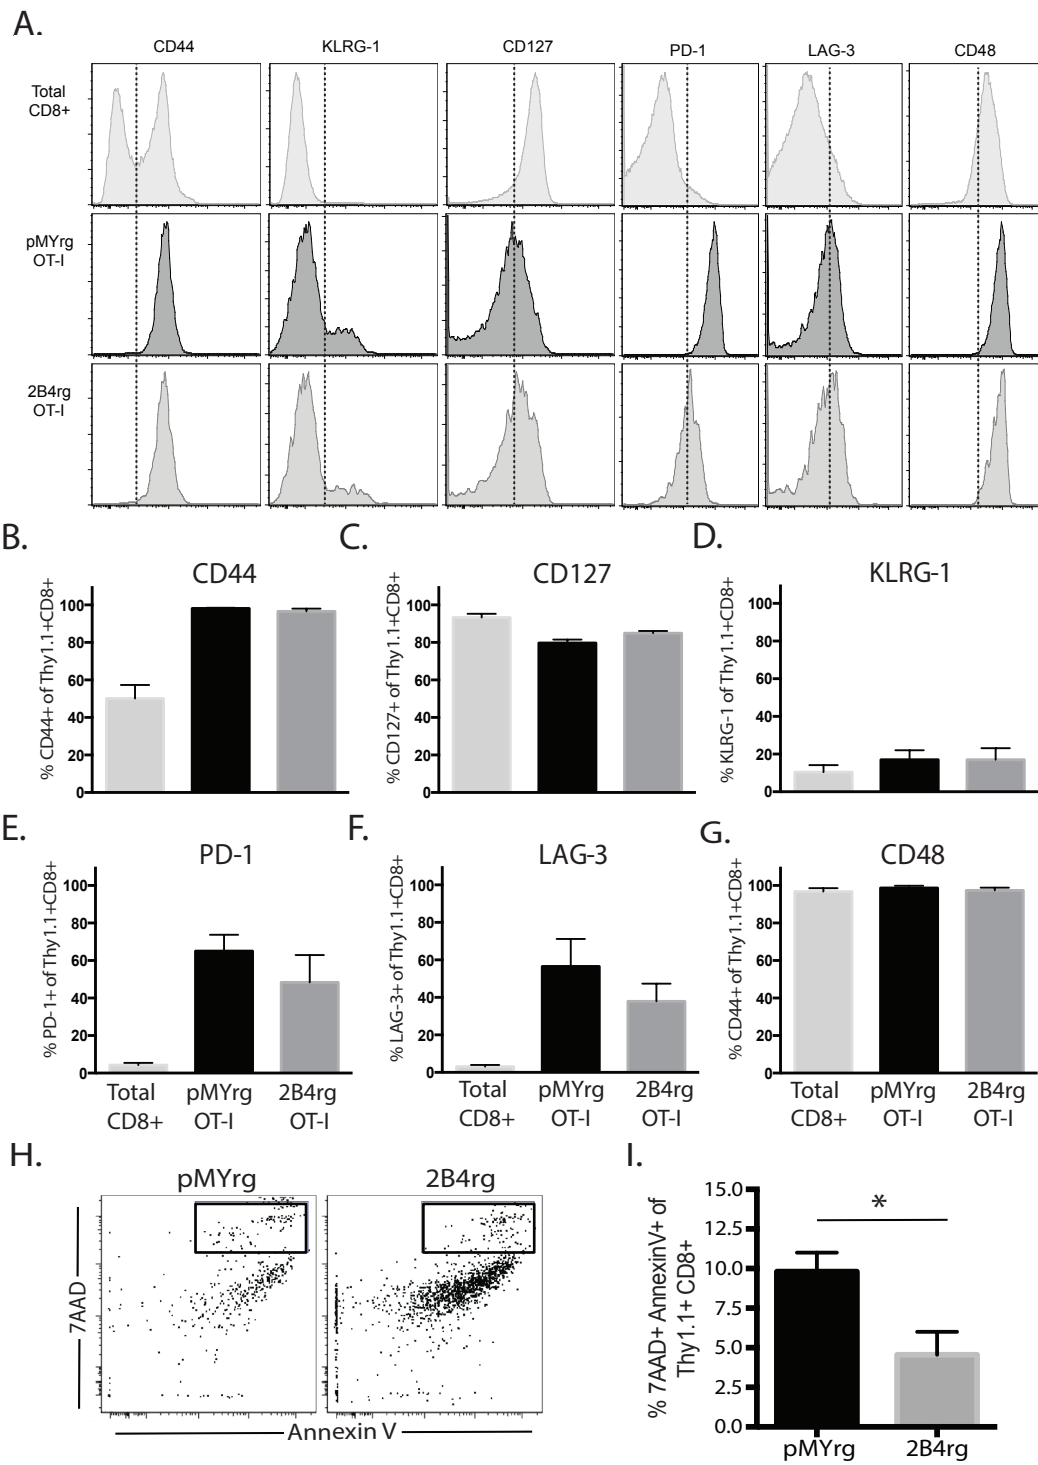 A.
CD44 KLRG-1 CD127 PD-1 LAG-3 CD48
Total
CD8+
pMYrg
OT-I
2B4rg
OT-I
B. C. D.
CD44 CD127 KLRG-1
% CD44+ of Thy1.1+CD8+
100
80
60
40
20
0
% CD127+ of Thy1.1+CD8+
100
80
60
40
20
0
% KLRG-1 of Thy1.1+CD8+
100
80
60
40
20
0
E. F. G.
PD-1 LAG-3 CD48
% PD-1+ of Thy1.1+CD8+
100
80
60
40
20
0
Total pMYrg 2B4rg
CD8+ OT-I OT-I
% LAG-3+ of Thy1.1+CD8+
100
80
60
40
20
0
Total pMYrg 2B4rg
CD8+ OT-I OT-I
% CD44+ of Thy1.1+CD8+
100
80
60
40
20
0
Total pMYrg 2B4rg
CD8+ OT-I OT-I
H.
pMYrg 2B4rg
7AAD
Annexin V
I.
% 7AAD+ AnnexinV+ of
Thy1.1+ CD8+
15.0
12.5
10.0
7.5
5.0
2.5
0.0
*
pMYrg 2B4rg